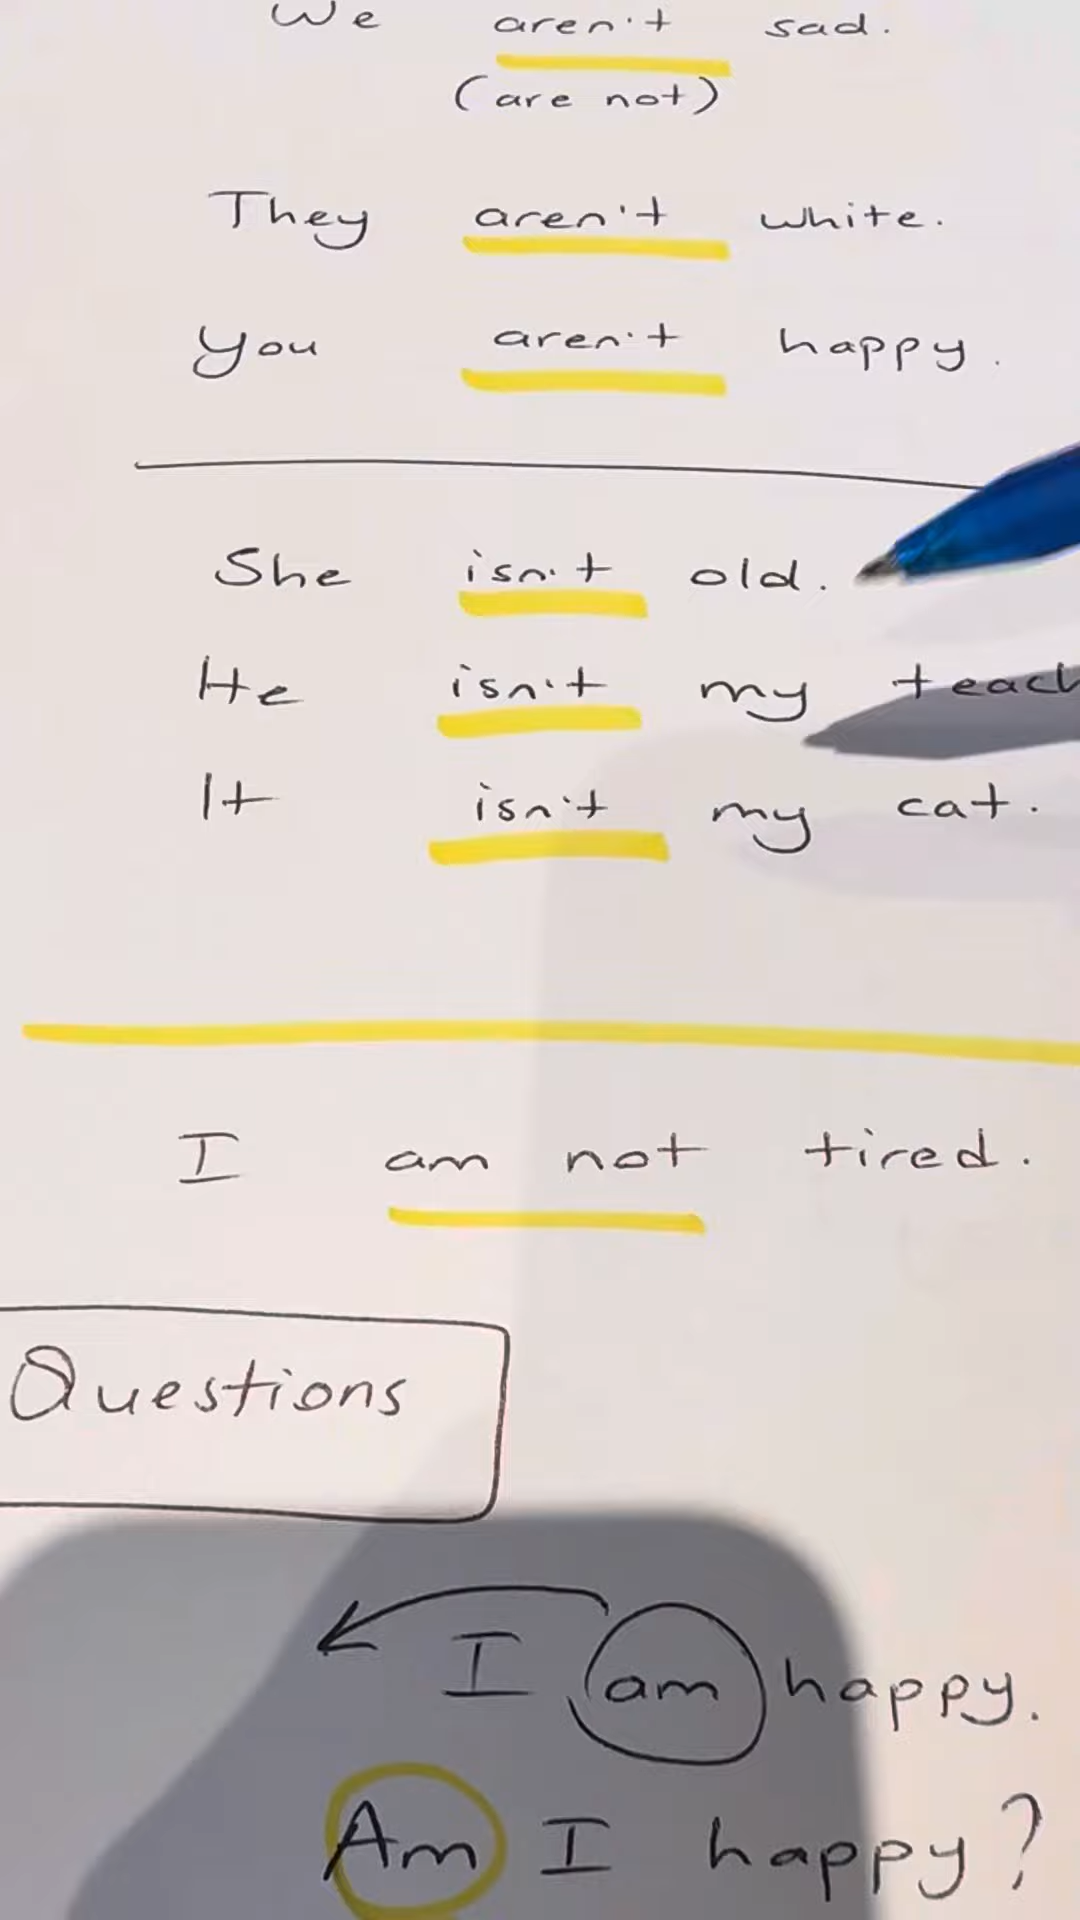 We aren't sad.
(are not)
They aren't white.
You aren't happy.
She isn't old.
He isn't my
It isn't my cat.
I am not tired.
Questions
I am happy.
Am I happy?